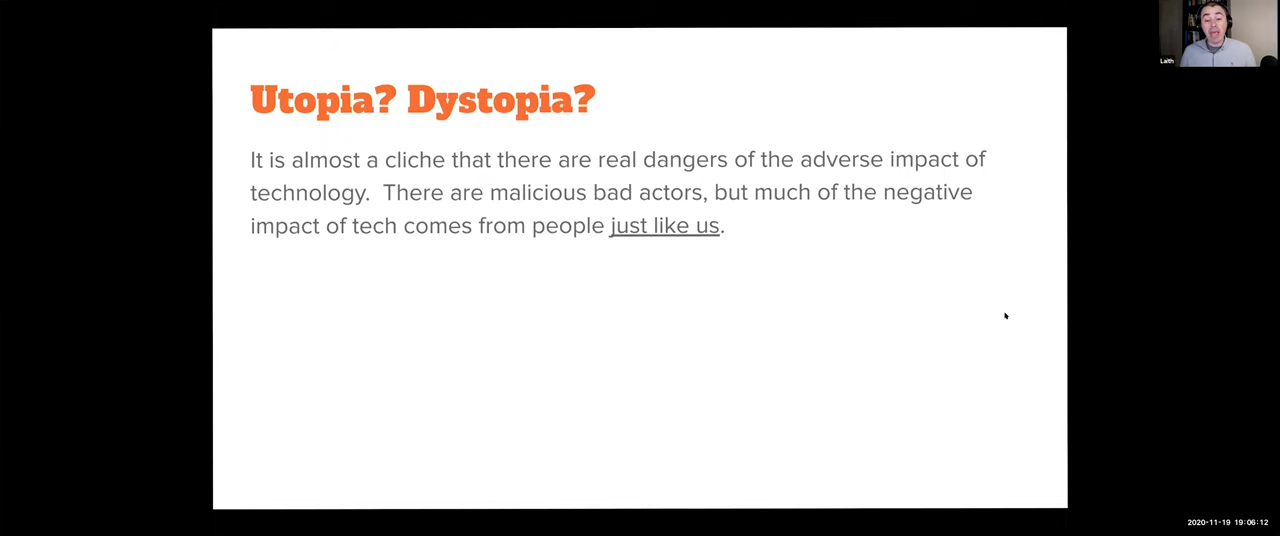 Laith
Utopia? Dystopia?
It is almost a cliche that there are real dangers of the adverse impact of
technology.  There are malicious bad actors, but much of the negative
impact of tech comes from people just like us.
2020-11-19 19:06:12